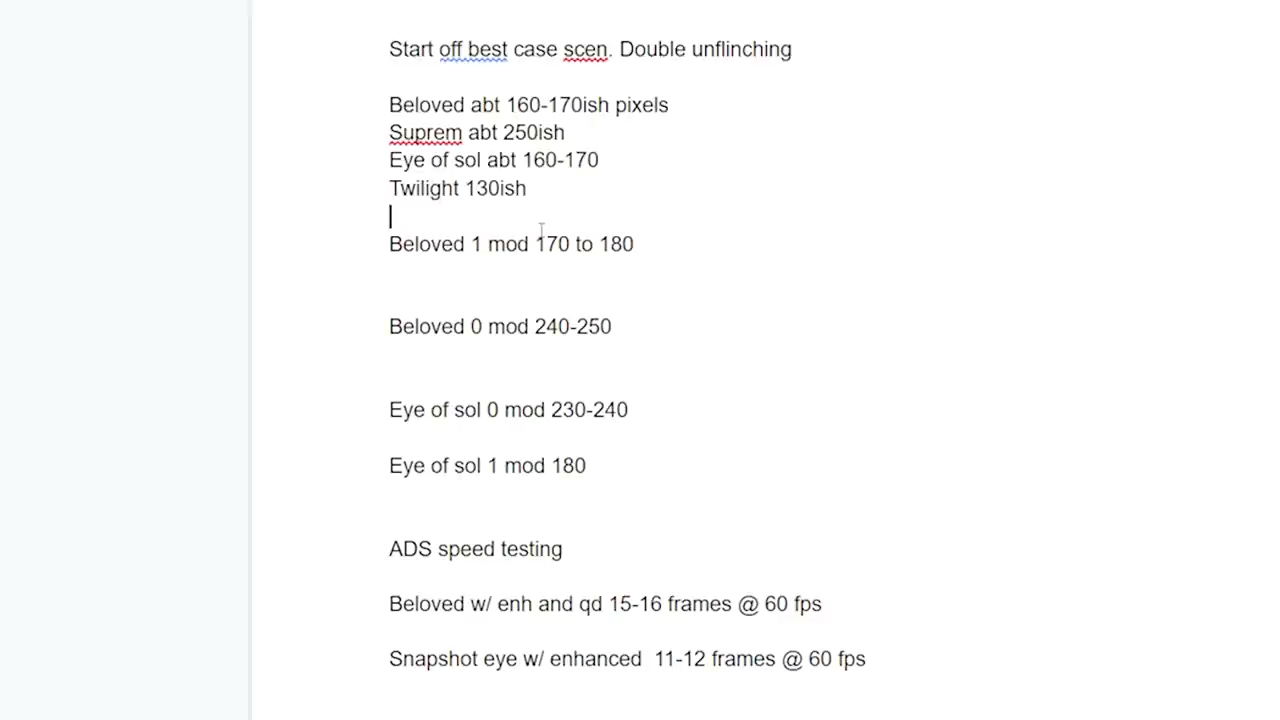 Start off best case scen. Double unflinching
Beloved abt 160-170ish pixels
Suprem abt 250ish
Eye of sol abt 160-170
Twilight 130ish
Beloved 1 mod 170 to 180
Beloved 0 mod 240-250
Eye of sol 0 mod 230-240
Eye of sol 1 mod 180
ADS speed testing
Beloved w/ enh and qd 15-16 frames @ 60 fps
Snapshot eye w/ enhanced  11-12 frames @ 60 fps